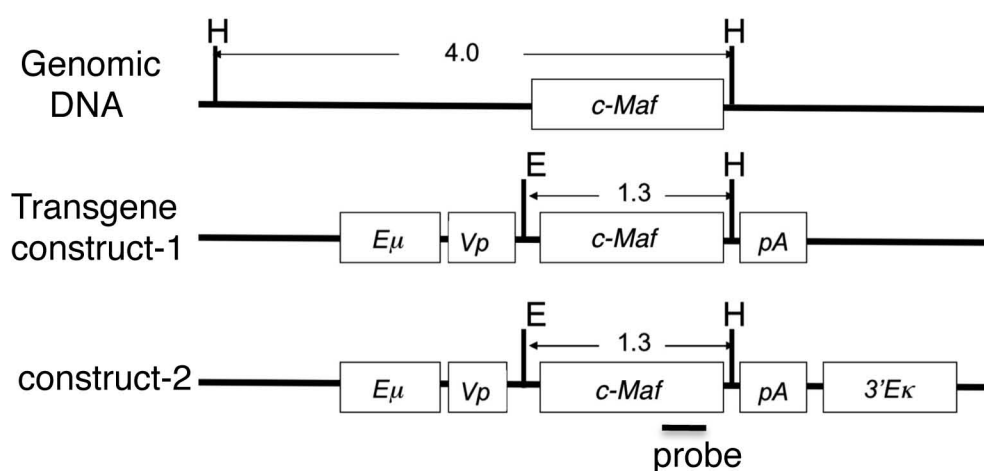 H H
4.0
Genomic
DNA
c-Maf
E H
1.3
Transgene
construct-1
Eμ Vp c-Maf pA
E H
1.3
construct-2
Eμ Vp c-Maf pA 3'Eκ
probe